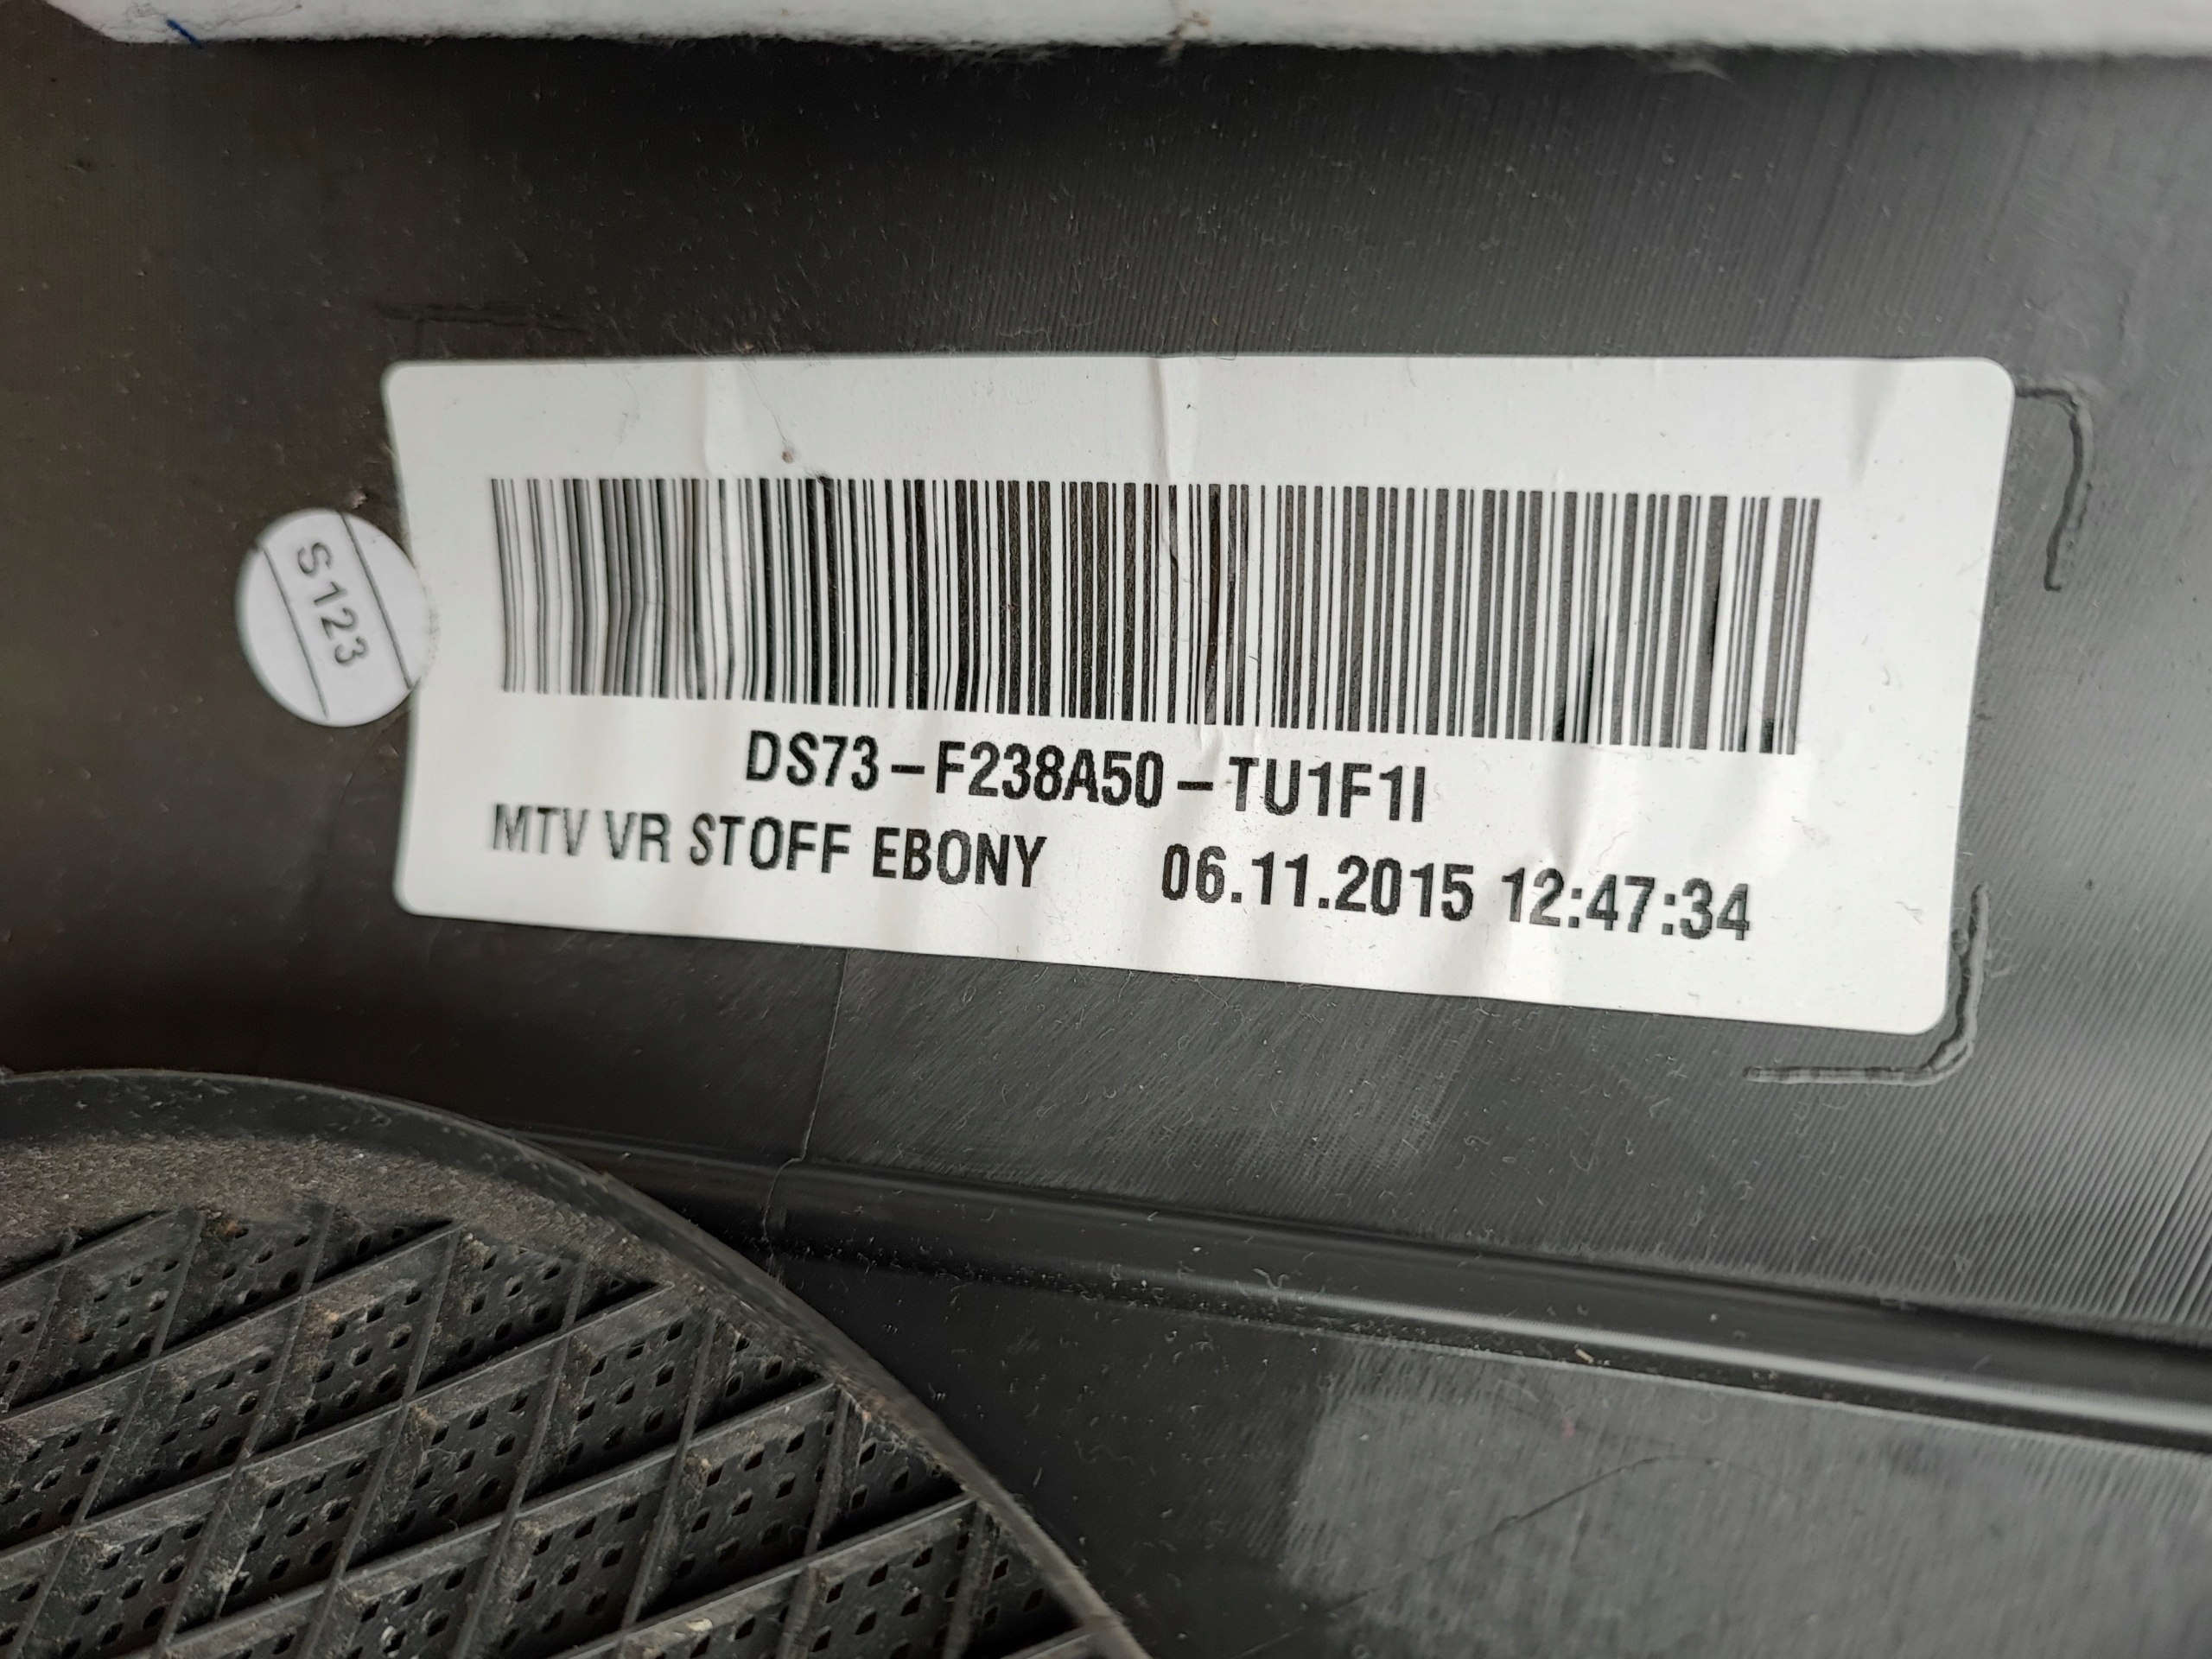 S123
DS73-F238A50-TU1F1I
MTV VR STOFF EBONY 06.11.2015 12:47:34